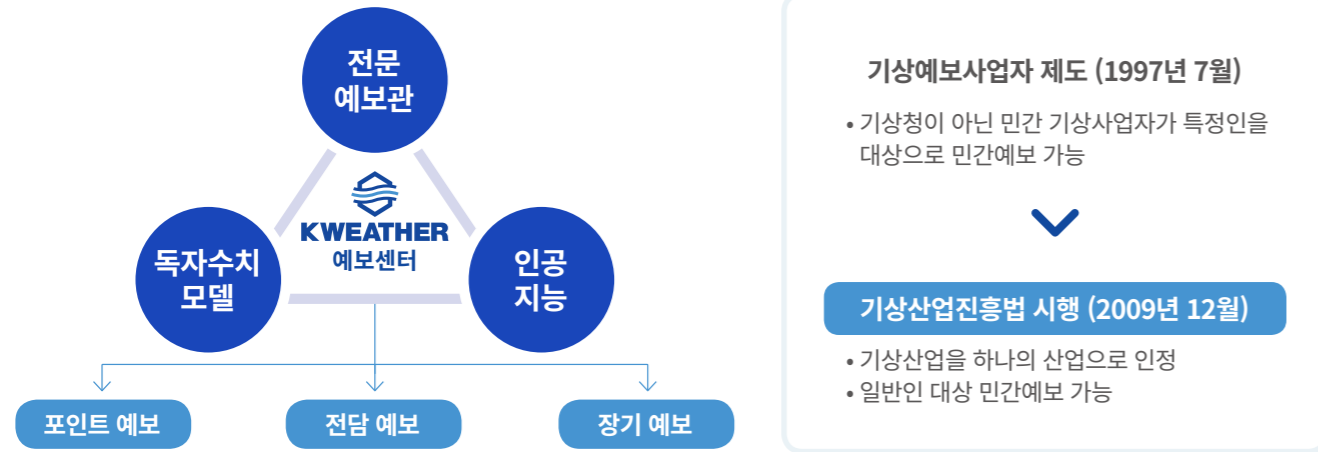 전문
예보관
KWEATHER
예보센터
독자수치
모델
인공
지능
포인트 예보
전담 예보
장기 예보
기상예보사업자 제도 (1997년 7월)
• 기상청이 아닌 민간 기상사업자가 특정인을
대상으로 민간예보 가능
기상산업진흥법 시행 (2009년 12월)
• 기상산업을 하나의 산업으로 인정
• 일반인 대상 민간예보 가능